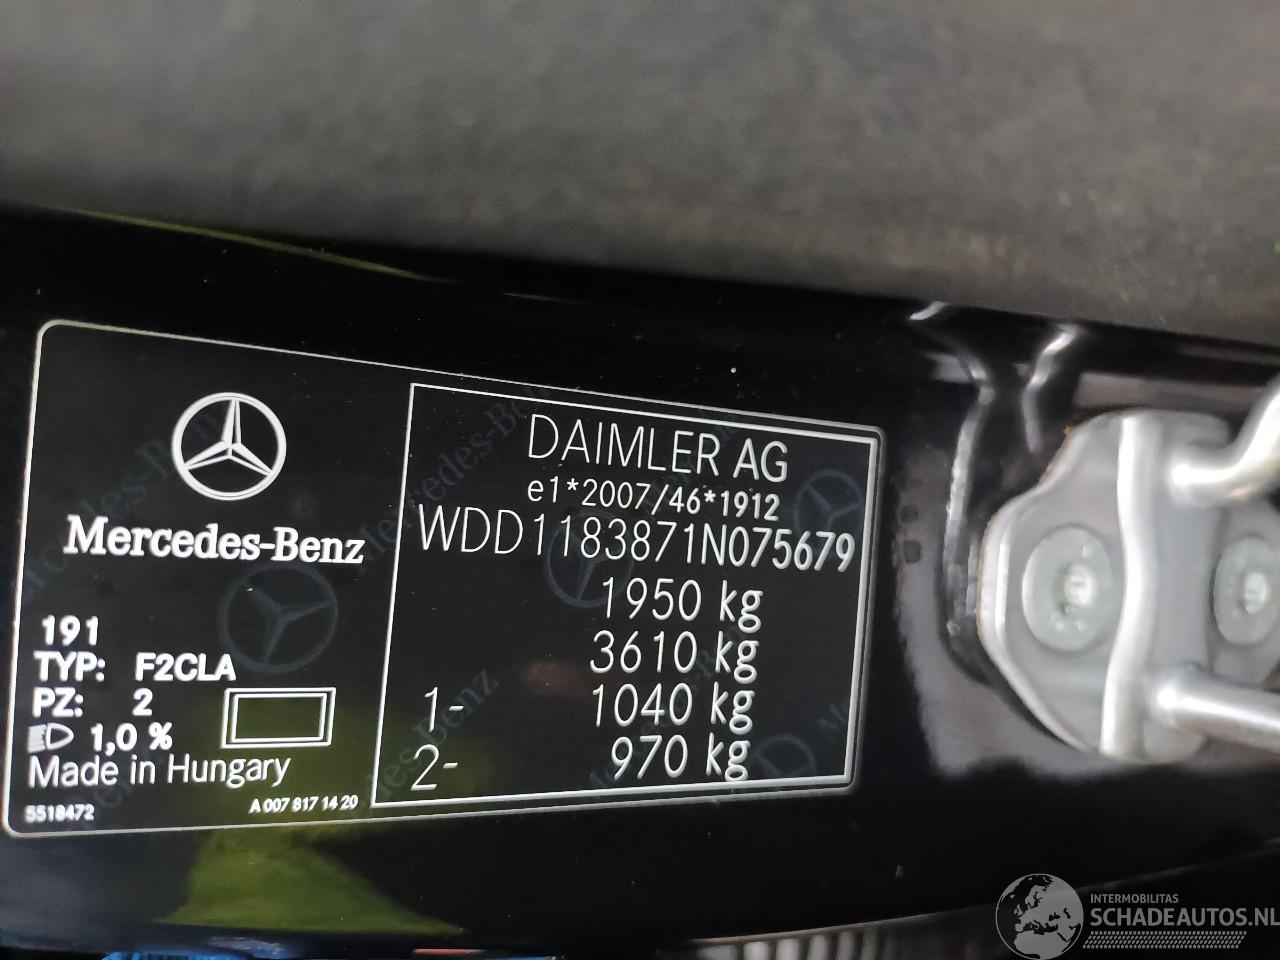 Mercedes-Benz
191
TYP: F2CLA
PZ: 2
1,0 %
Made in Hungary
5518472
A 007 817 14 20
DAIMLER AG
e1*2007/46*1912
WDD1183871N075679
1950 kg
3610 kg
1- 1040 kg
2- 970 kg
INTERMOBILITAS
SCHADEAUTOS.NL